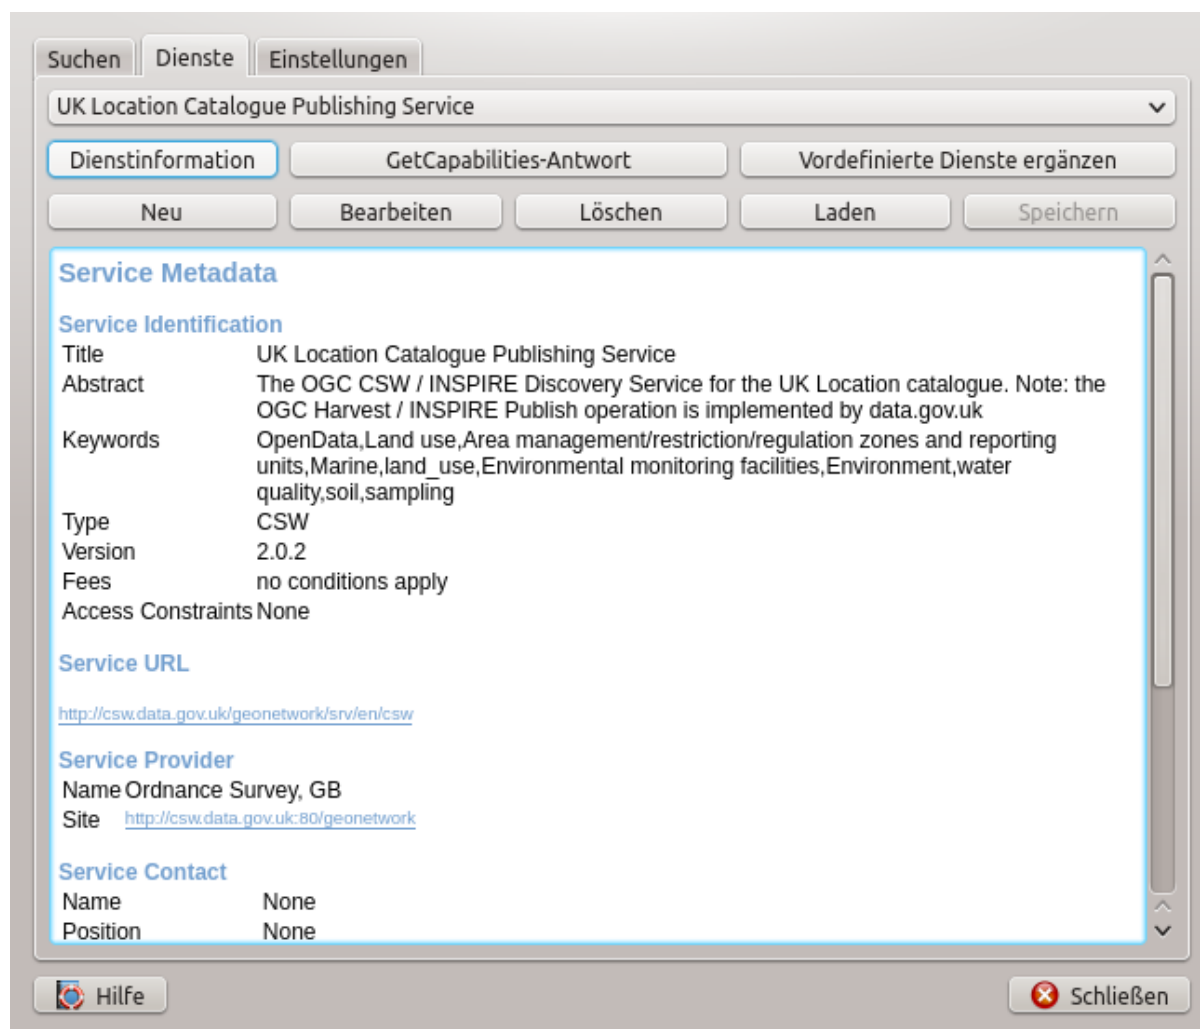 Suchen Dienste Einstellungen
UK Location Catalogue Publishing Service
Dienstinformation GetCapabilities-Antwort Vordefinierte Dienste ergänzen
Neu Bearbeiten Löschen Laden Speichern
Service Metadata
Service Identification
Title UK Location Catalogue Publishing Service
Abstract The OGC CSW / INSPIRE Discovery Service for the UK Location catalogue. Note: the
OGC Harvest / INSPIRE Publish operation is implemented by data.gov.uk
Keywords OpenData,Land use,Area management/restriction/regulation zones and reporting
units,Marine,land_use,Environmental monitoring facilities,Environment,water
quality,soil,sampling
Type CSW
Version 2.0.2
Fees no conditions apply
Access Constraints None
Service URL
http://csw.data.gov.uk/geonetwork/srv/en/csw
Service Provider
Name Ordnance Survey, GB
Site http://csw.data.gov.uk:80/geonetwork
Service Contact
Name None
Position None
Hilfe Schließen